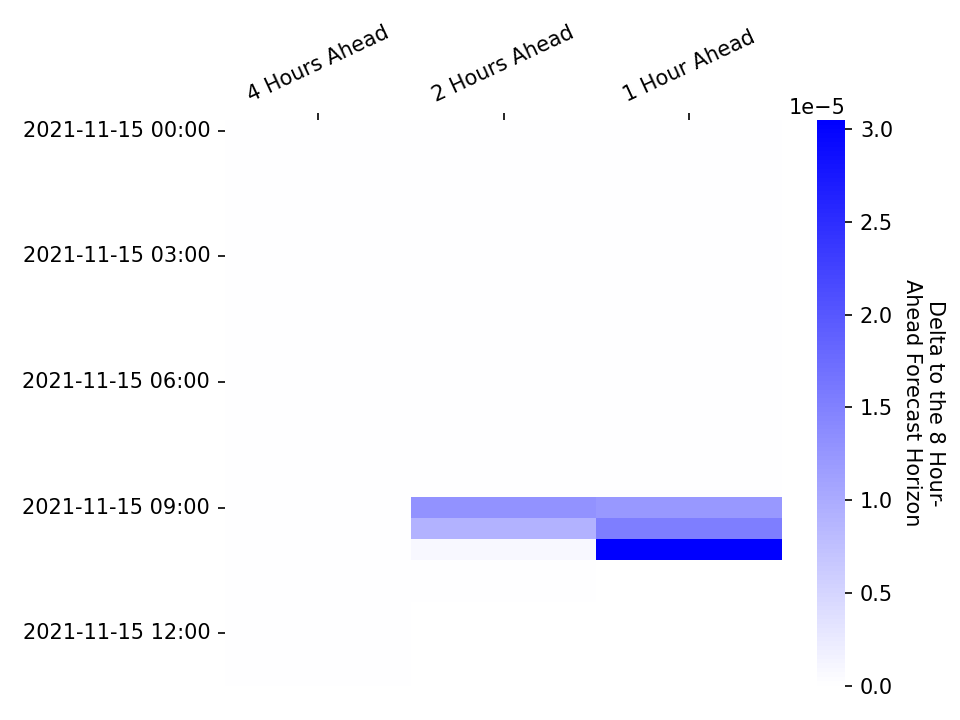 4 Hours Ahead
2 Hours Ahead
1 Hour Ahead
1e−5
2021-11-15 00:00
2021-11-15 03:00
2021-11-15 06:00
2021-11-15 09:00
2021-11-15 12:00
3.0
2.5
2.0
1.5
1.0
0.5
0.0
Delta to the 8 Hour-
Ahead Forecast Horizon